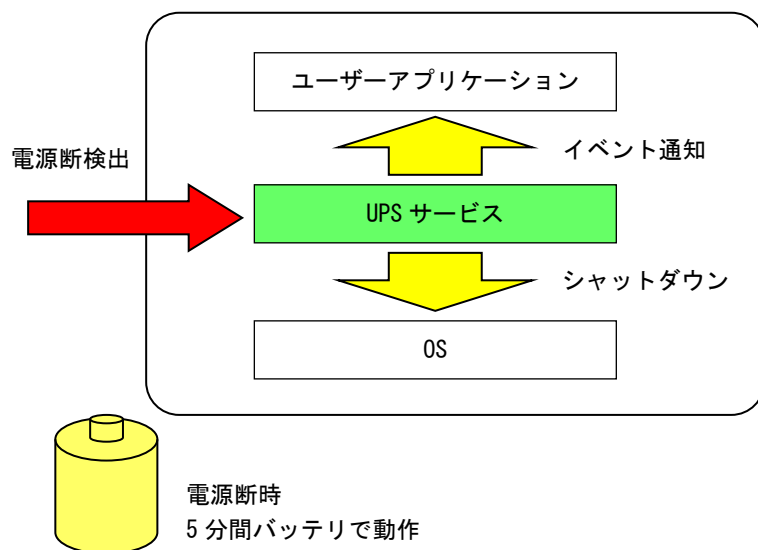 ユーザーアプリケーション
イベント通知
電源断検出
UPS サービス
シャットダウン
OS
電源断時
5 分間バッテリで動作